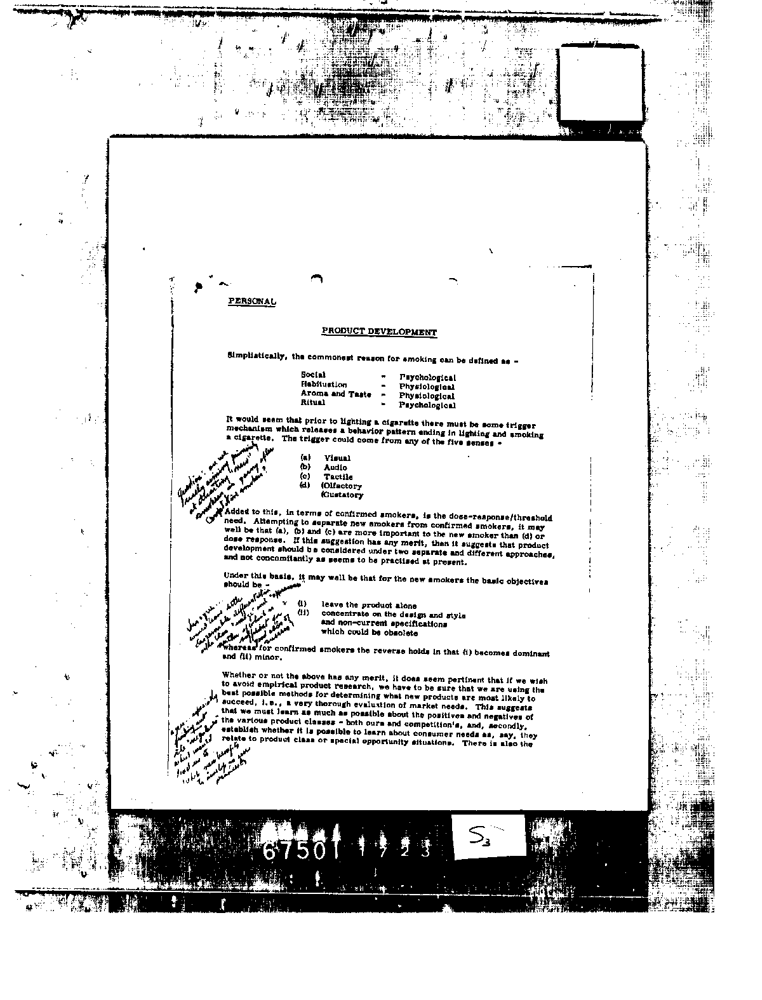 PERSONAL
PRODUCT DEVELOPMENT
Simplistically, the commonest reason for smoking can be defined as -
Social - Psychological
Habituation - Physiological
Aroma and Taste - Physiological
Ritual - Psychological
It would seem that prior to lighting a cigarette there must be some trigger
mechanism which releases a behavior pattern ending in lighting and smoking
a cigarette. The trigger could come from any of the five senses -
(a) Visual
(b) Audio
(c) Tactile
(d) (Olfactory
(Gustatory
Added to this, in terms of confirmed smokers, is the dose-response/threshold
need. Attempting to separate new smokers from confirmed smokers, it may
well be that (a), (b) and (c) are more important to the new smoker than (d) or
dose response. If this suggestion has any merit, then it suggests that product
development should be considered under two separate and different approaches,
and not concomitantly as seems to be practised at present.
Under this basis, it may well be that for the new smokers the basic objectives
should be -
(i) leave the product alone
(ii) concentrate on the design and style
and non-current specifications
which could be obsolete
whereas for confirmed smokers the reverse holds in that (i) becomes dominant
and (ii) minor.
Whether or not the above has any merit, it does seem pertinent that if we wish
to avoid empirical product research, we have to be sure that we are using the
best possible methods for determining what new products are most likely to
succeed, i.e., a very thorough evaluation of market needs. This suggests
that we must learn as much as possible about the positives and negatives of
the various product classes - both ours and competition's, and, secondly,
establish whether it is possible to learn about consumer needs as, say, they
relate to product class or special opportunity situations. There is also the
67501 1723
S3